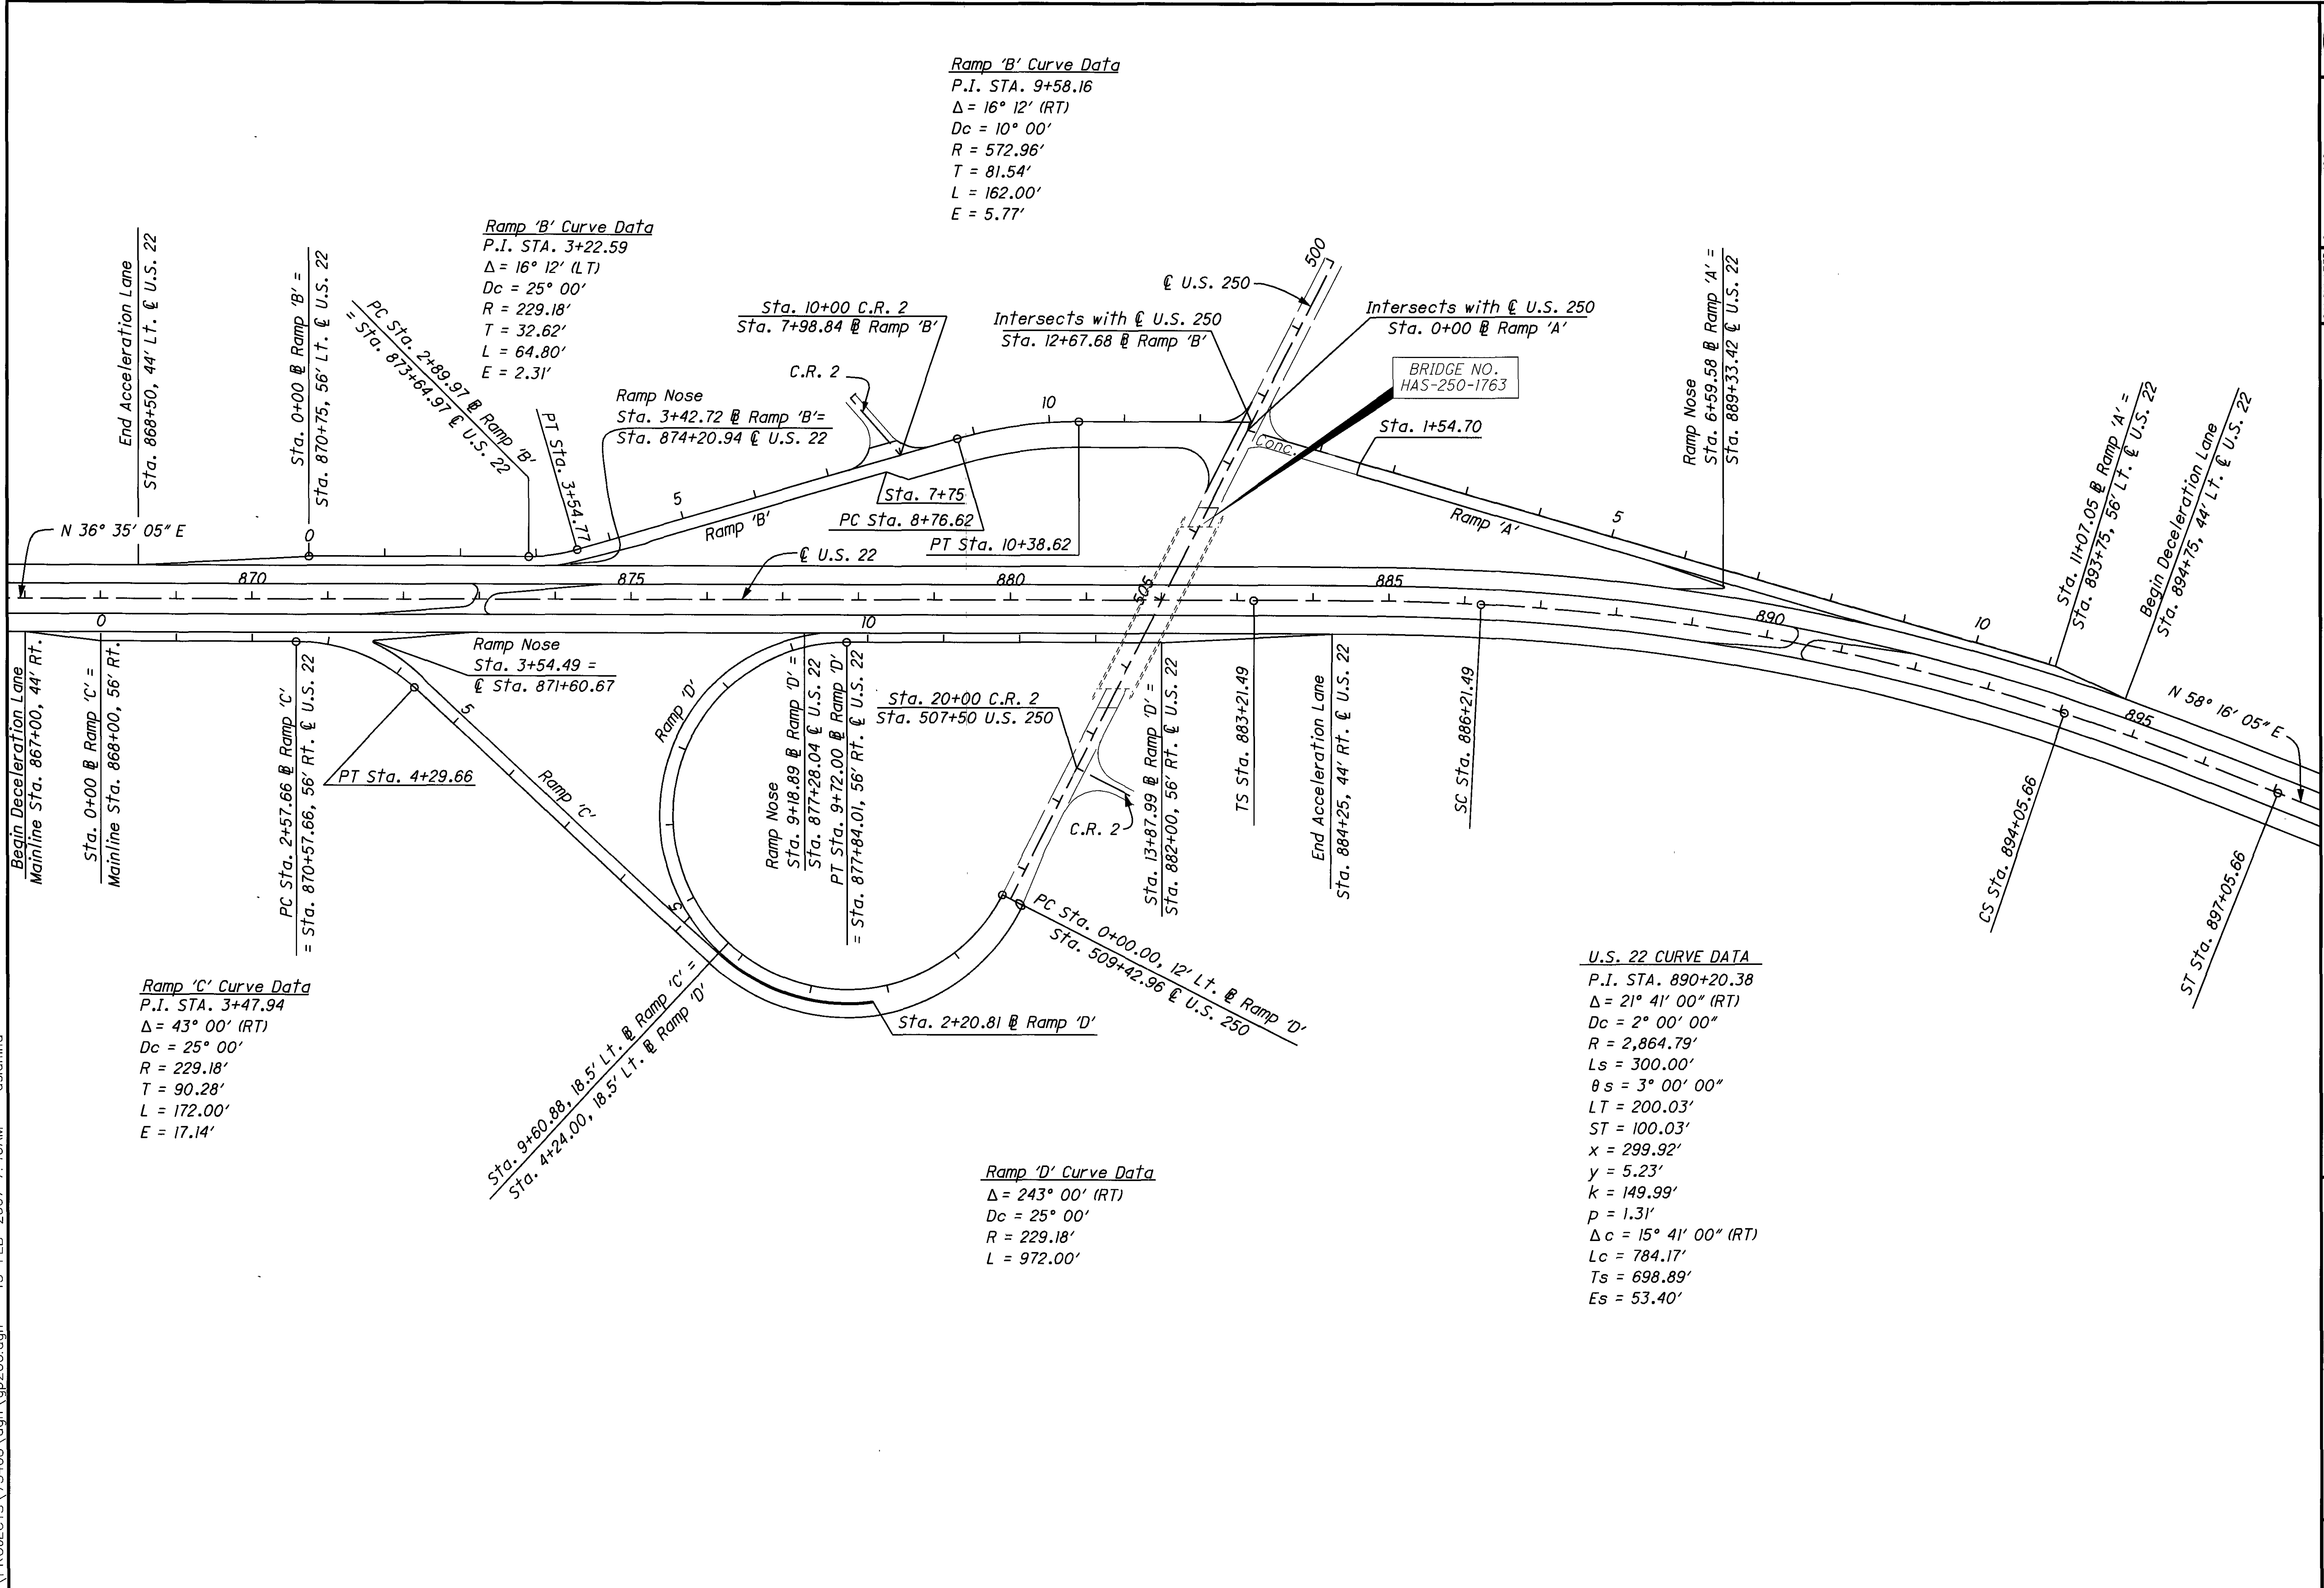 Ramp 'B' Curve Data
P.I. STA. 9+58.16
Δ = 16° 12' (RT)
Dc = 10° 00'
R = 572.96'
T = 81.54'
L = 162.00'
E = 5.77'
Ramp 'B' Curve Data
P.I. STA. 3+22.59
Δ = 16° 12' (LT)
Dc = 25° 00'
R = 229.18'
T = 32.62'
L = 64.80'
E = 2.31'
End Acceleration Lane
Sta. 868+50, 44' Lt. ℄ U.S. 22
Sta. 0+00 ⅊ Ramp 'B' =
Sta. 870+75, 56' Lt. ℄ U.S. 22
PC Sta. 2+89.97 ⅊ Ramp 'B'
= Sta. 873+64.97 ℄ U.S. 22
PT Sta. 3+54.77
Ramp Nose
Sta. 3+42.72 ⅊ Ramp 'B'=
Sta. 874+20.94 ℄ U.S. 22
Sta. 10+00 C.R. 2
Sta. 7+98.84 ⅊ Ramp 'B'
C.R. 2
Intersects with ℄ U.S. 250
Sta. 12+67.68 ⅊ Ramp 'B'
℄ U.S. 250
500
Intersects with ℄ U.S. 250
Sta. 0+00 ⅊ Ramp 'A'
BRIDGE NO.
HAS-250-1763
Sta. 1+54.70
Conc.
Ramp Nose
Sta. 6+59.58 ⅊ Ramp 'A' =
Sta. 889+33.42 ℄ U.S. 22
Sta. 11+07.05 ⅊ Ramp 'A' =
Sta. 893+75, 56' Lt. ℄ U.S. 22
Begin Deceleration Lane
Sta. 894+75, 44' Lt. ℄ U.S. 22
N 36° 35' 05" E
0
5
Ramp 'B'
10
Sta. 7+75
PC Sta. 8+76.62
PT Sta. 10+38.62
Ramp 'A'
5
10
℄ U.S. 22
870
875
880
505
885
890
895
N 58° 16' 05" E
0
10
Begin Deceleration Lane
Mainline Sta. 867+00, 44' Rt.
Sta. 0+00 ⅊ Ramp 'C' =
Mainline Sta. 868+00, 56' Rt.
PC Sta. 2+57.66 ⅊ Ramp 'C'
= Sta. 870+57.66, 56' Rt. ℄ U.S. 22
Ramp Nose
Sta. 3+54.49 =
℄ Sta. 871+60.67
5
PT Sta. 4+29.66
Ramp 'C'
Ramp 'D'
5
Ramp Nose
Sta. 9+18.89 ⅊ Ramp 'D' =
Sta. 877+28.04 ℄ U.S. 22
PT Sta. 9+72.00 ⅊ Ramp 'D'
= Sta. 877+84.01, 56' Rt. ℄ U.S. 22
Sta. 20+00 C.R. 2
Sta. 507+50 U.S. 250
C.R. 2
Sta. 13+87.99 ⅊ Ramp 'D' =
Sta. 882+00, 56' Rt. ℄ U.S. 22
TS Sta. 883+21.49
End Acceleration Lane
Sta. 884+25, 44' Rt. ℄ U.S. 22
SC Sta. 886+21.49
CS Sta. 894+05.66
ST Sta. 897+05.66
PC Sta. 0+00.00, 12' Lt. ⅊ Ramp 'D'
Sta. 509+42.96 ℄ U.S. 250
Sta. 2+20.81 ⅊ Ramp 'D'
Sta. 9+60.88, 18.5' Lt. ⅊ Ramp 'C' =
Sta. 4+24.00, 18.5' Lt. ⅊ Ramp 'D'
Ramp 'C' Curve Data
P.I. STA. 3+47.94
Δ = 43° 00' (RT)
Dc = 25° 00'
R = 229.18'
T = 90.28'
L = 172.00'
E = 17.14'
Ramp 'D' Curve Data
Δ = 243° 00' (RT)
Dc = 25° 00'
R = 229.18'
L = 972.00'
U.S. 22 CURVE DATA
P.I. STA. 890+20.38
Δ = 21° 41' 00" (RT)
Dc = 2° 00' 00"
R = 2,864.79'
Ls = 300.00'
θs = 3° 00' 00"
LT = 200.03'
ST = 100.03'
x = 299.92'
y = 5.23'
k = 149.99'
p = 1.31'
Δc = 15° 41' 00" (RT)
Lc = 784.17'
Ts = 698.89'
Es = 53.40'